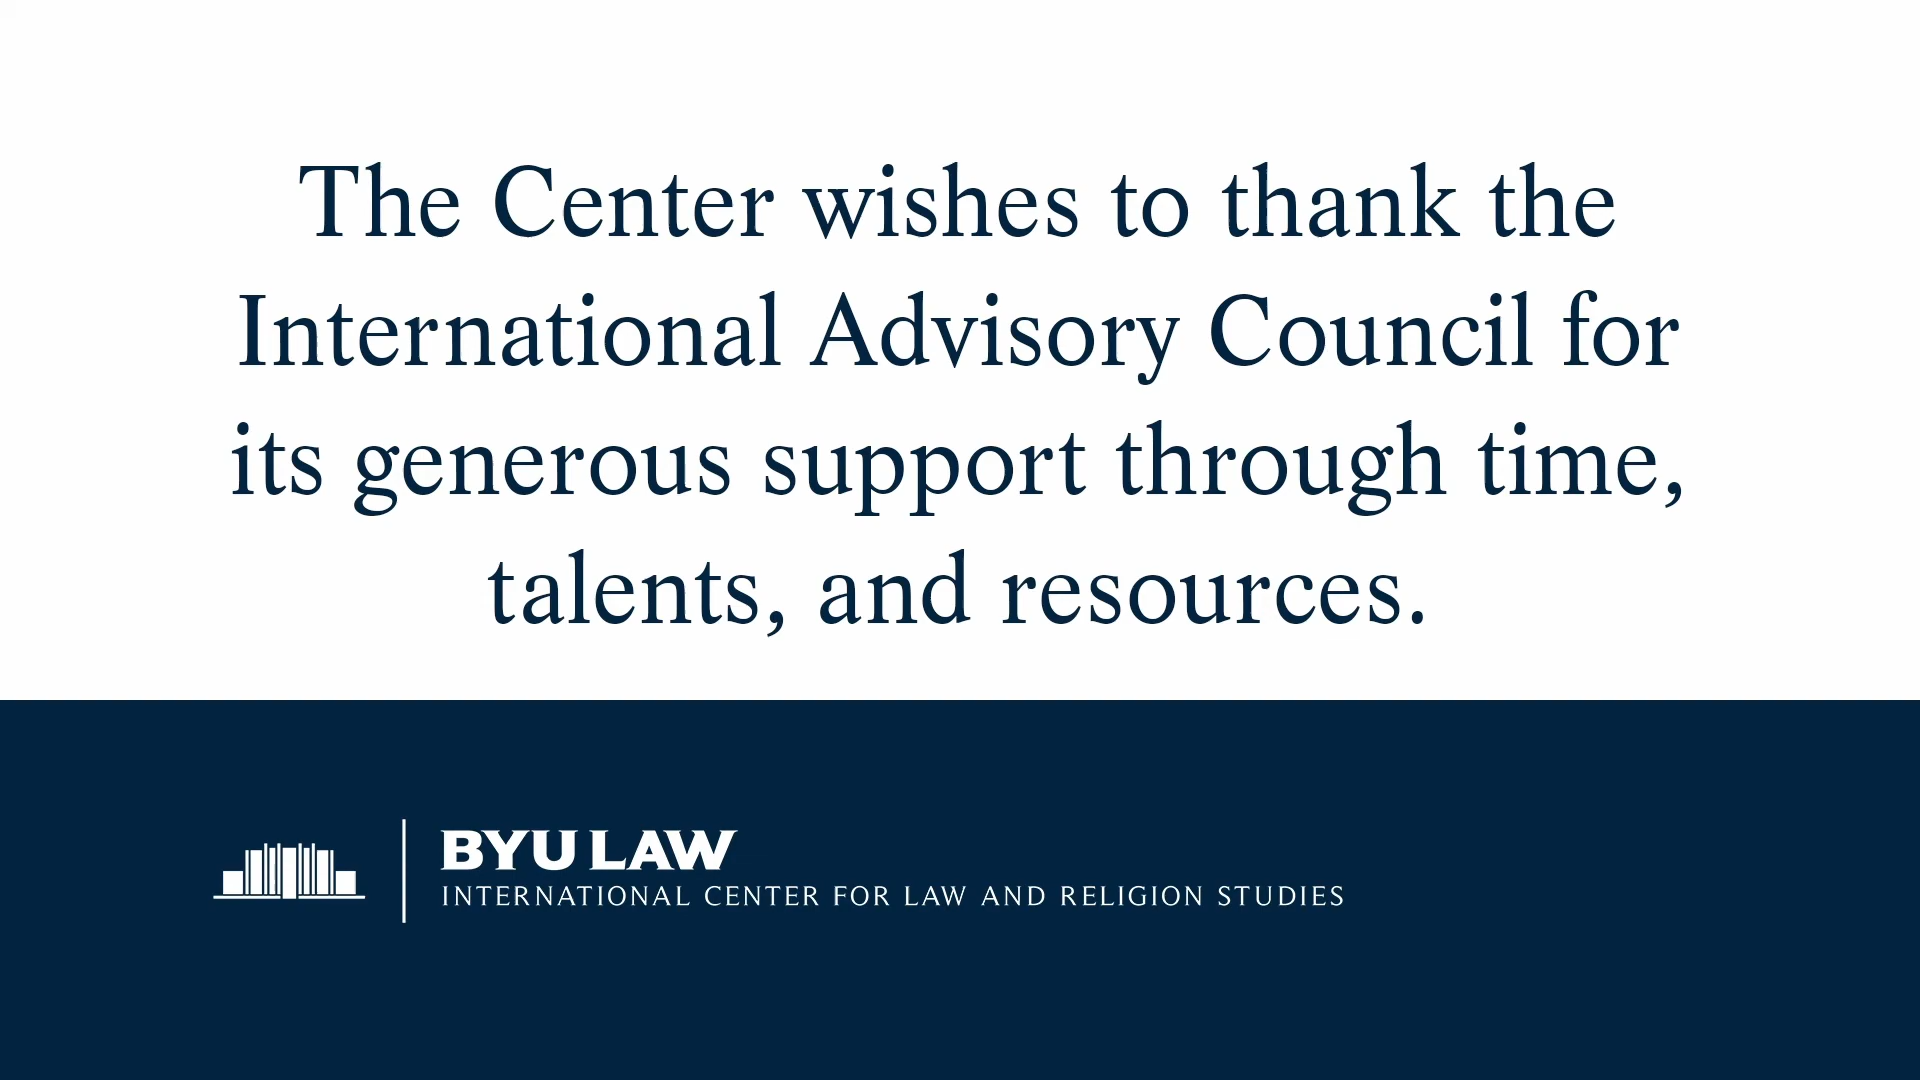 The Center wishes to thank the
International Advisory Council for
its generous support through time,
talents, and resources.
BYU LAW
INTERNATIONAL CENTER FOR LAW AND RELIGION STUDIES